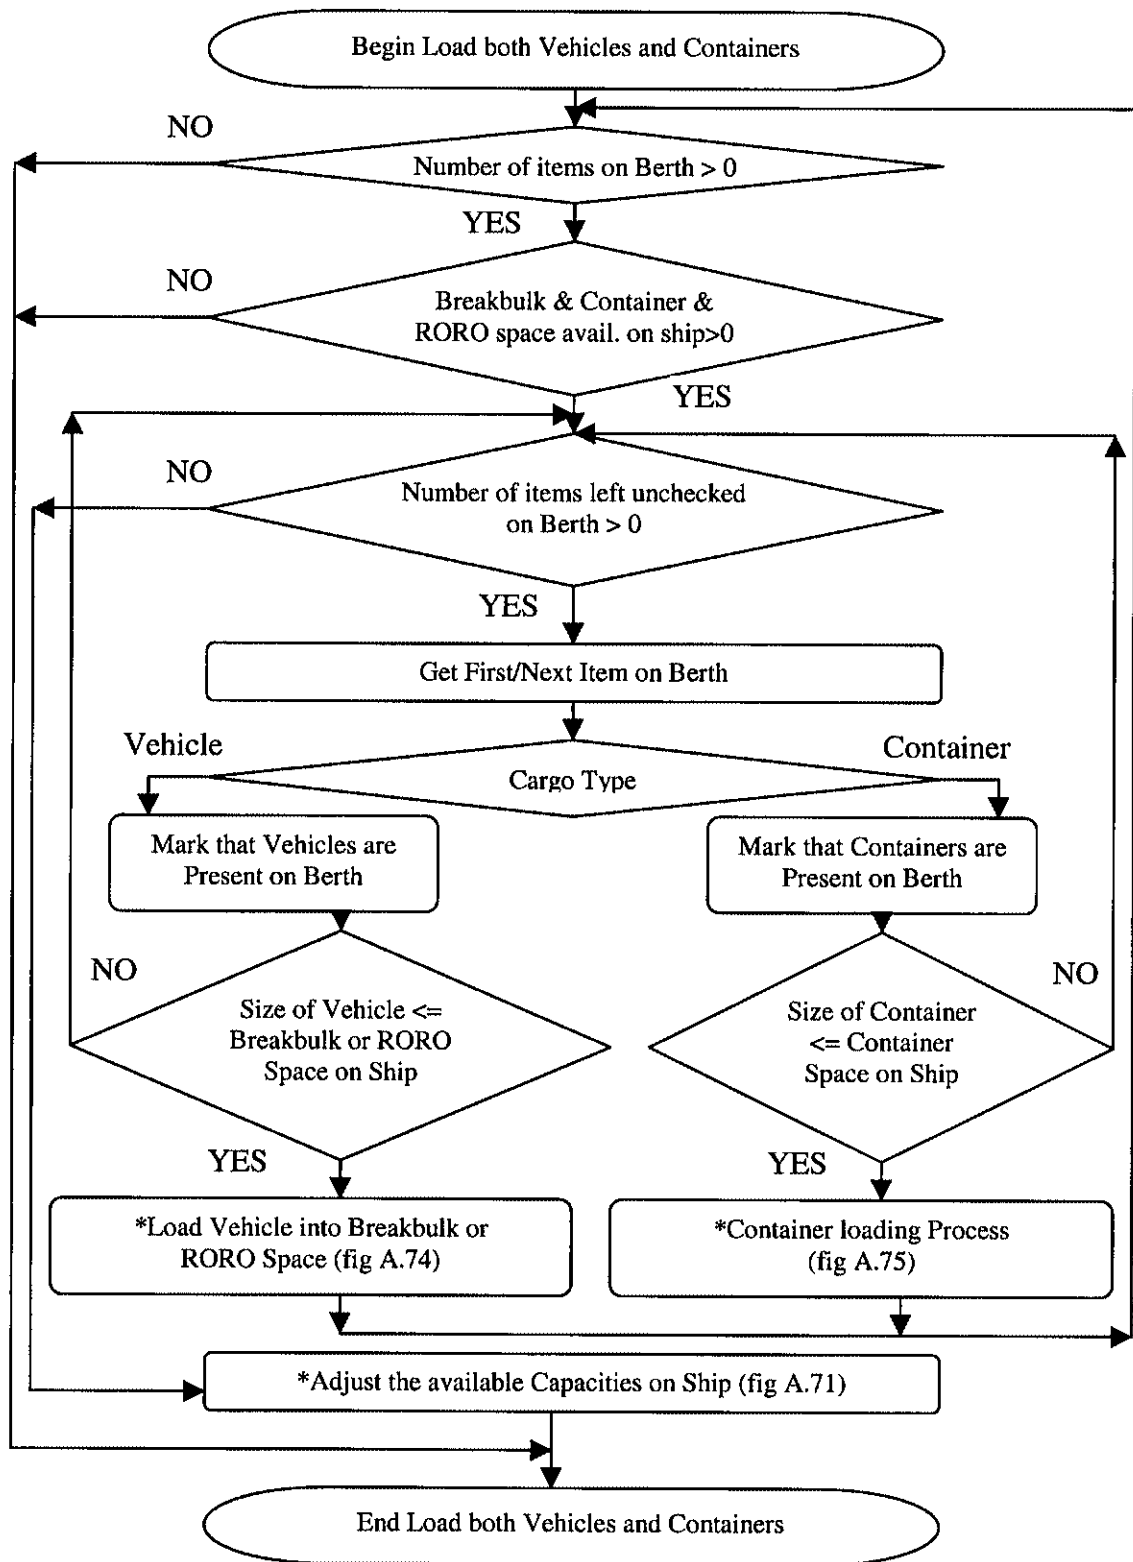 Begin Load both Vehicles and Containers
NO
Number of items on Berth > 0
YES
NO
Breakbulk & Container &
RORO space avail. on ship>0
YES
NO
Number of items left unchecked
on Berth > 0
YES
Get First/Next Item on Berth
Vehicle
Container
Cargo Type
Mark that Vehicles are
Present on Berth
Mark that Containers are
Present on Berth
NO
NO
Size of Vehicle <=
Breakbulk or RORO
Space on Ship
Size of Container
<= Container
Space on Ship
YES
YES
*Load Vehicle into Breakbulk or
RORO Space (fig A.74)
*Container loading Process
(fig A.75)
*Adjust the available Capacities on Ship (fig A.71)
End Load both Vehicles and Containers